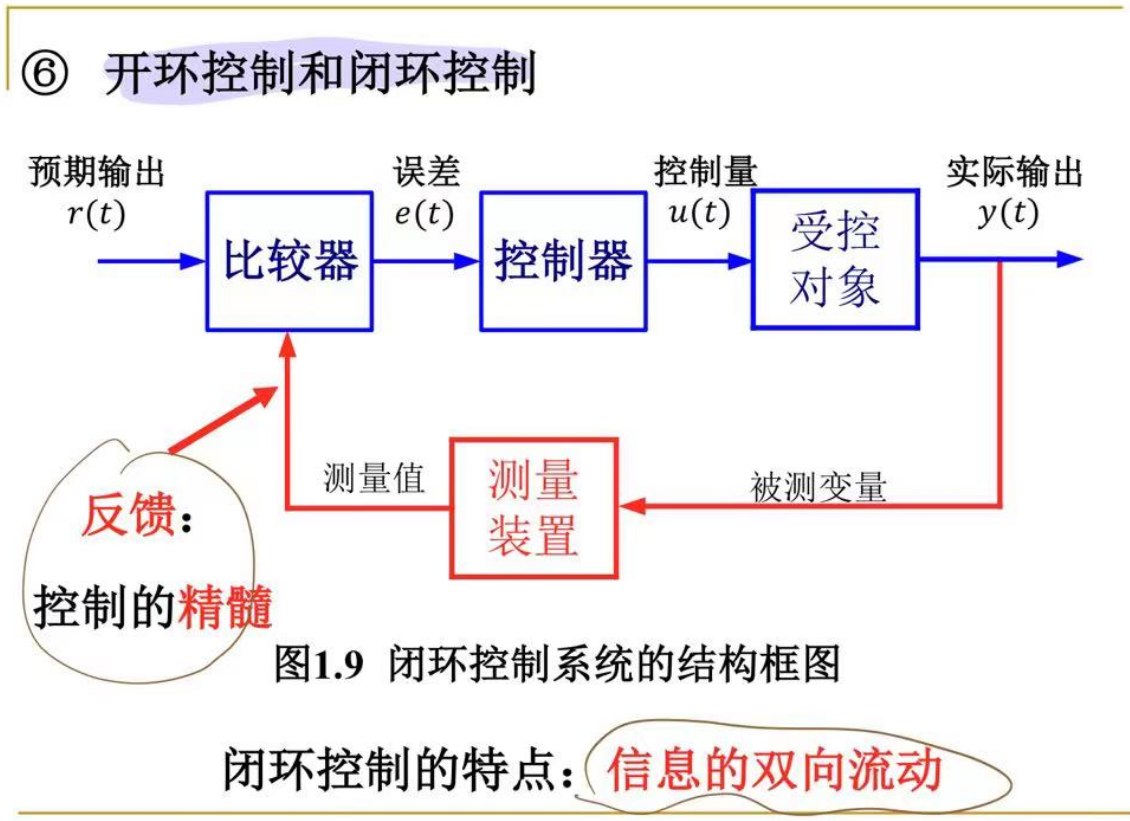 ⑥ 开环控制和闭环控制
预期输出
r(t)
误差
e(t)
控制量
u(t)
实际输出
y(t)
比较器
控制器
受控
对象
测量值
测量
装置
被测变量
反馈：
控制的精髓
图1.9 闭环控制系统的结构框图
闭环控制的特点：信息的双向流动